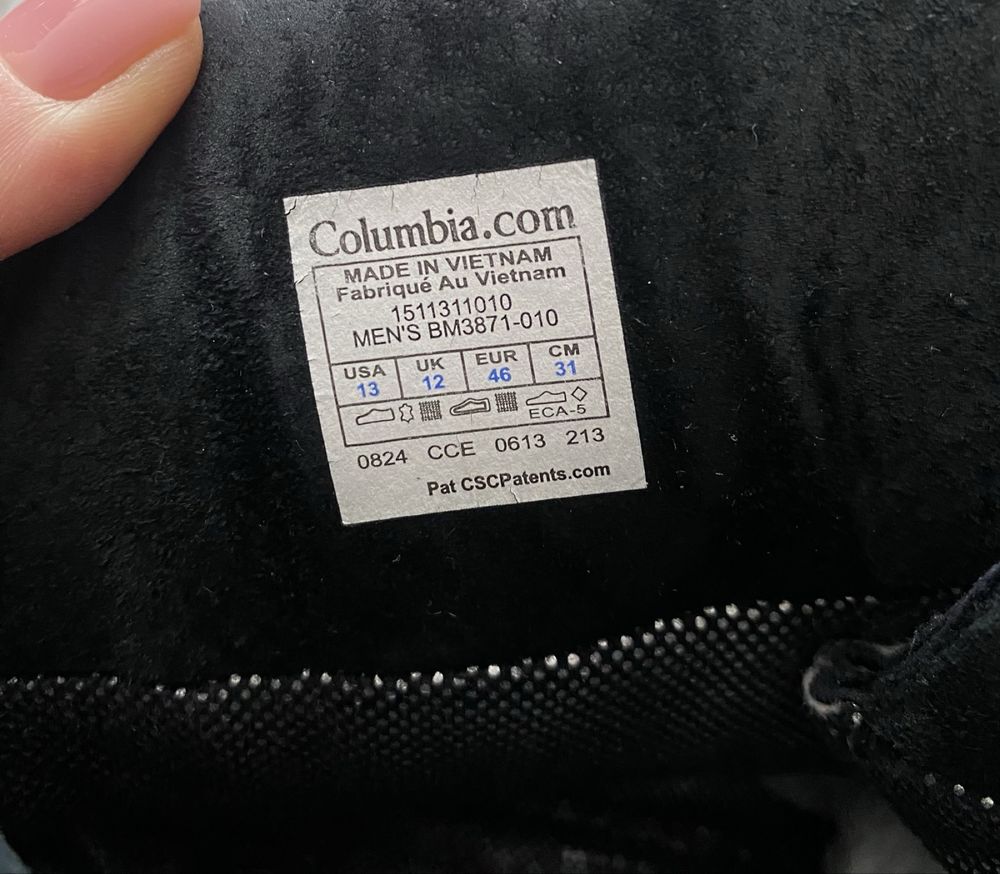 Columbia.com
MADE IN VIETNAM
Fabriqué Au Vietnam
1511311010
MEN'S BM3871-010
USA UK EUR CM
13 12 46 31
ECA-5
0824 CCE 0613 213
Pat CSCPatents.com